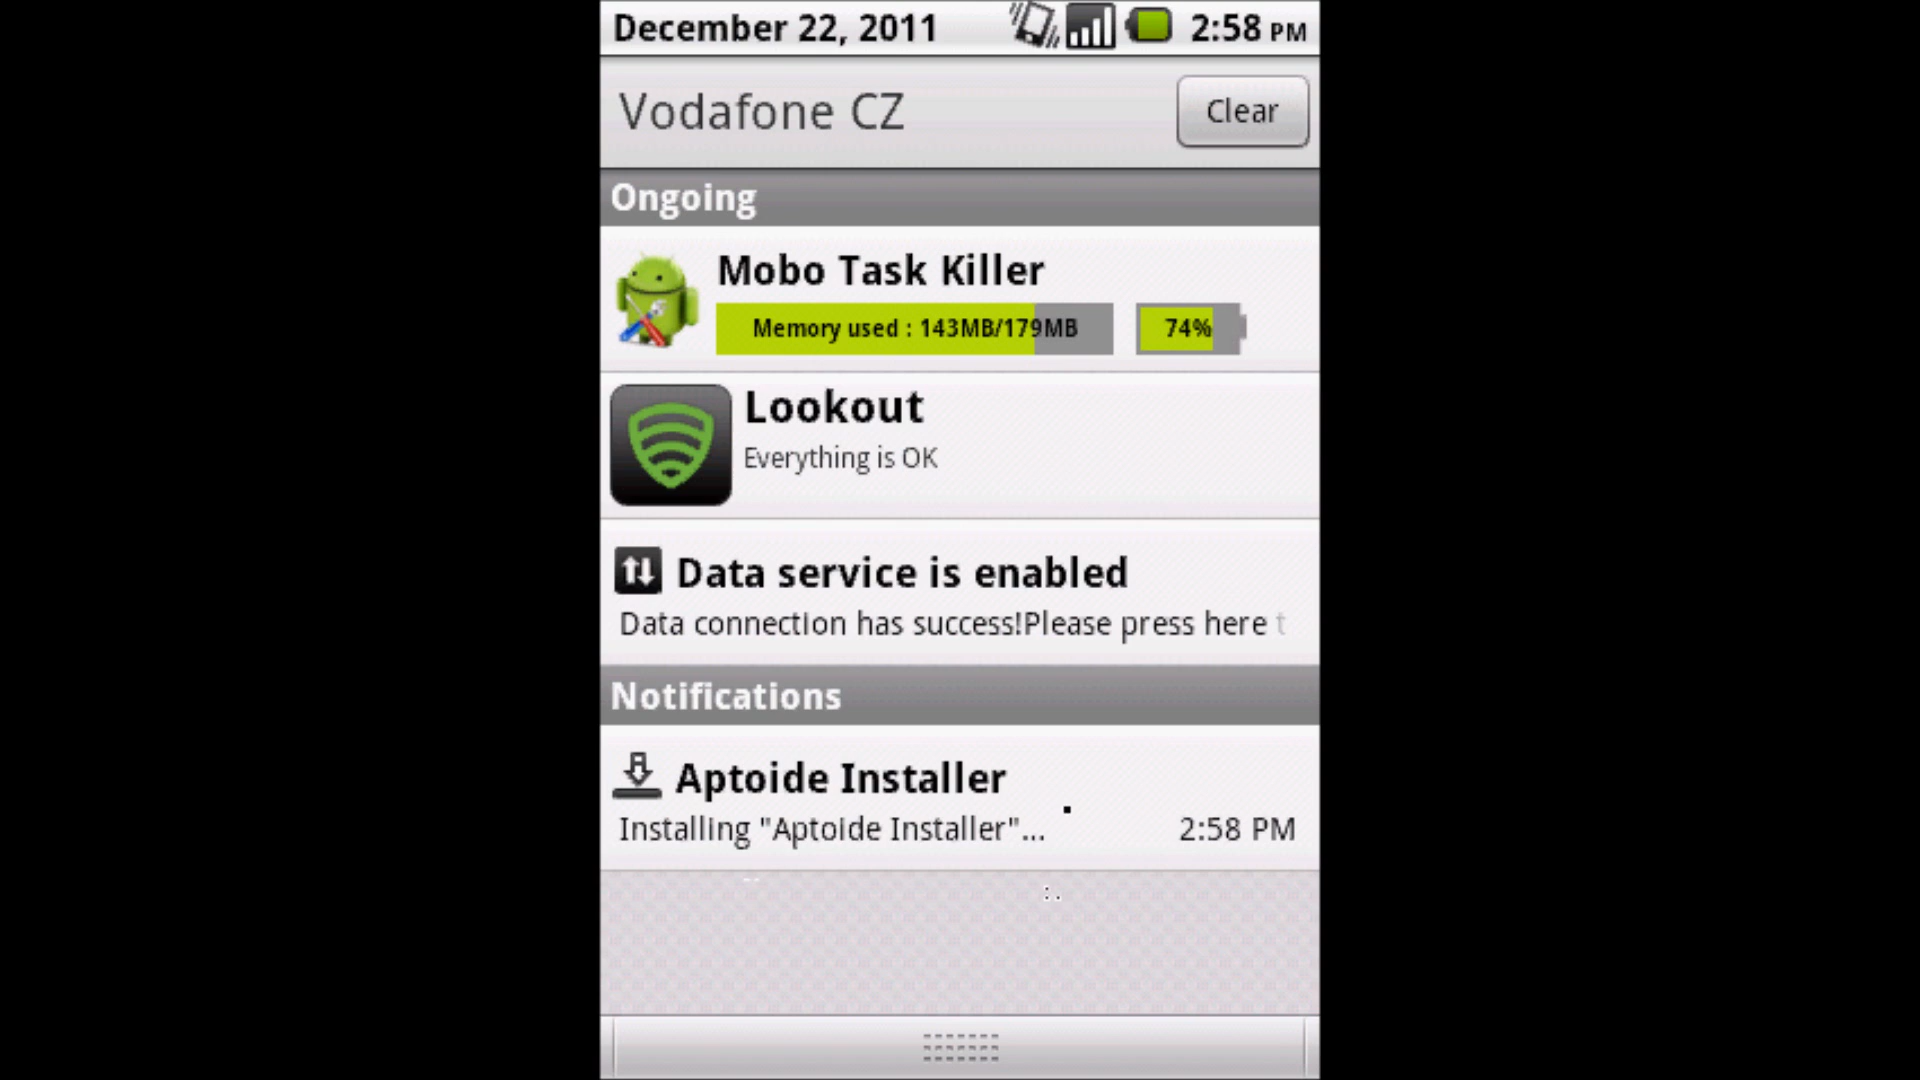 December 22, 2011 2:58 PM
Vodafone CZ Clear
Ongoing
Mobo Task Killer
Memory used : 143MB/179MB 74%
Lookout
Everything is OK
Data service is enabled
Data connection has success!Please press here t
Notifications
Aptoide Installer
Installing "Aptoide Installer"... 2:58 PM